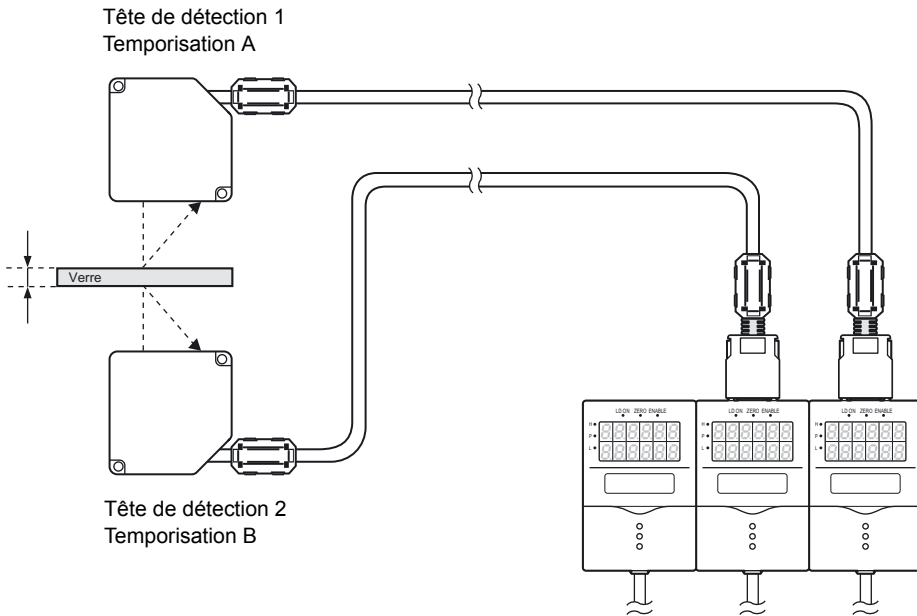 Tête de détection 1
Temporisation A
Verre
Tête de détection 2
Temporisation B
LD ON ZERO ENABLE
H
P
L
LD ON ZERO ENABLE
H
P
L
LD ON ZERO ENABLE
H
P
L